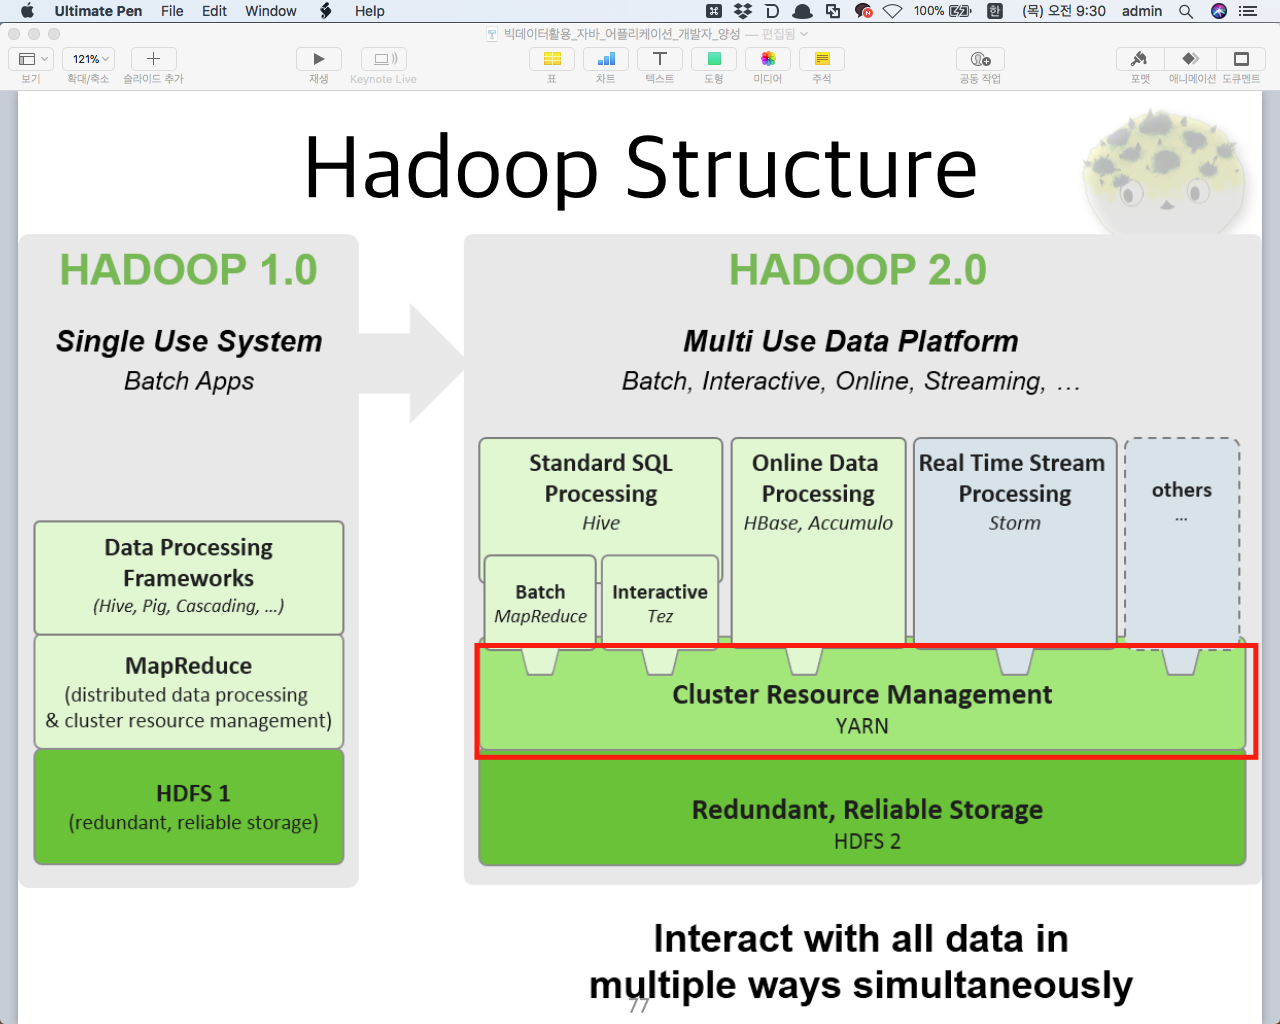 Ultimate Pen File Edit Window Help 100% 한 (목) 오전 9:30 admin
빅데이터활용_자바_어플리케이션_개발자_양성 — 편집됨
121%
보기 확대/축소 슬라이드 추가 재생 Keynote Live 표 차트 텍스트 도형 미디어 주석 공동 작업 포맷 애니메이션 도큐멘트
Hadoop Structure
HADOOP 1.0
Single Use System
Batch Apps
Data Processing
Frameworks
(Hive, Pig, Cascading, ...)
MapReduce
(distributed data processing
& cluster resource management)
HDFS 1
(redundant, reliable storage)
HADOOP 2.0
Multi Use Data Platform
Batch, Interactive, Online, Streaming, …
Standard SQL
Processing
Hive
Batch
MapReduce
Interactive
Tez
Online Data
Processing
HBase, Accumulo
Real Time Stream
Processing
Storm
others
...
Cluster Resource Management
YARN
Redundant, Reliable Storage
HDFS 2
Interact with all data in
multiple ways simultaneously
77